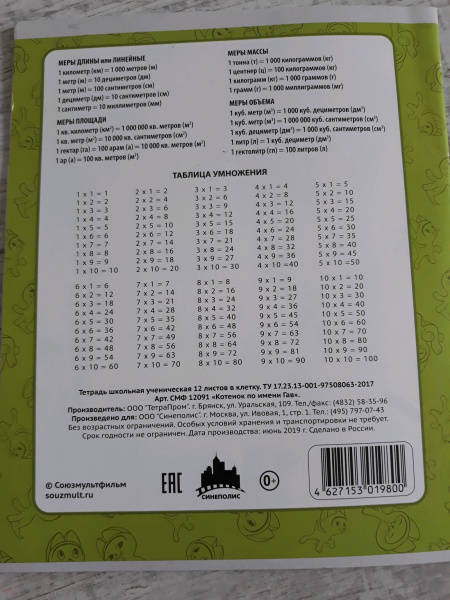 МЕРЫ ДЛИНЫ или ЛИНЕЙНЫЕ
1 километр (км) = 1 000 метров (м)
1 метр (м) = 10 дециметров (дм)
1 метр (м) = 100 сантиметров (см)
1 дециметр (дм) = 10 сантиметров (см)
1 сантиметр = 10 миллиметров (мм)
МЕРЫ ПЛОЩАДИ
1 кв. километр (км²) = 1 000 000 кв. метров (м²)
1 кв. метр (м²) = 10 000 кв. сантиметров (см²)
1 гектар (га) = 100 арам (а) = 10 000 кв. метров (м²)
1 ар (а) = 100 кв. метров (м²)
МЕРЫ МАССЫ
1 тонна (т) = 1 000 килограммов (кг)
1 центнер (ц) = 100 килограммов (кг)
1 килограмм (кг) = 1 000 граммов (г)
1 грамм (г) = 1 000 миллиграммов (мг)
МЕРЫ ОБЪЕМА
1 куб. метр (м³) = 1 000 куб. дециметров (дм³)
1 куб. метр (м³) = 1 000 000 куб. сантиметров (см³)
1 куб. дециметр (дм³) = 1 000 куб. сантиметров (см³)
1 литр (л) = 1 куб. дециметру (дм³)
1 гектолитр (гл) = 100 литров (л)
ТАБЛИЦА УМНОЖЕНИЯ
1 x 1 = 1 2 x 1 = 2 3 x 1 = 3 4 x 1 = 4 5 x 1 = 5
1 x 2 = 2 2 x 2 = 4 3 x 2 = 6 4 x 2 = 8 5 x 2 = 10
1 x 3 = 3 2 x 3 = 6 3 x 3 = 9 4 x 3 = 12 5 x 3 = 15
1 x 4 = 4 2 x 4 = 8 3 x 4 = 12 4 x 4 = 16 5 x 4 = 20
1 x 5 = 5 2 x 5 = 10 3 x 5 = 15 4 x 5 = 20 5 x 5 = 25
1 x 6 = 6 2 x 6 = 12 3 x 6 = 18 4 x 6 = 24 5 x 6 = 30
1 x 7 = 7 2 x 7 = 14 3 x 7 = 21 4 x 7 = 28 5 x 7 = 35
1 x 8 = 8 2 x 8 = 16 3 x 8 = 24 4 x 8 = 32 5 x 8 = 40
1 x 9 = 9 2 x 9 = 18 3 x 9 = 27 4 x 9 = 36 5 x 9 = 45
1 x 10 = 10 2 x 10 = 20 3 x 10 = 30 4 x 10 =40 5 x 10 = 50
6 x 1 = 6 7 x 1 = 7 8 x 1 = 8 9 x 1 = 9 10 x 1 = 10
6 x 2 = 12 7 x 2 = 14 8 x 2 = 16 9 x 2 = 18 10 x 2 = 20
6 x 3 = 18 7 x 3 = 21 8 x 3 = 24 9 x 3 = 27 10 x 3 = 30
6 x 4 = 24 7 x 4 = 28 8 x 4 = 32 9 x 4 = 36 10 x 4 = 40
6 x 5 = 30 7 x 5 = 35 8 x 5 = 40 9 x 5 = 45 10 x 5 = 50
6 x 6 = 36 7 x 6 = 42 8 x 6 = 48 9 x 6 = 54 10 x 6 = 60
6 x 7 = 42 7 x 7 = 49 8 x 7 = 56 9 x 7 = 63 10 x 7 = 70
6 x 8 = 48 7 x 8 = 56 8 x 8 = 64 9 x 8 = 72 10 x 8 = 80
6 x 9 = 54 7 x 9 = 63 8 x 9 = 72 9 x 9 = 81 10 x 9 = 90
6 x 10 = 60 7 x 10 = 70 8 x 10 = 80 9 x 10 = 90 10 x 10 = 100
Тетрадь школьная ученическая 12 листов в клетку. ТУ 17.23.13-001-97508063-2017
Арт. СМФ 12091 «Котенок по имени Гав».
Производитель: ООО "ТетраПром". г. Брянск, ул. Уральская, 109. Тел./факс: (4832) 58-35-96
Произведено для: ООО "Синеполис". г. Москва, ул. Ивовая, 1, стр. 1. Тел.: (495) 797-07-43
Без возрастных ограничений. Особых условий хранения и транспортировки не требует.
Срок годности не ограничен. Дата производства: июнь 2019 г. Сделано в России.
© Союзмультфильм
souzmult.ru
EAC
СИНЕПОЛИС
0+
4 627153 019800